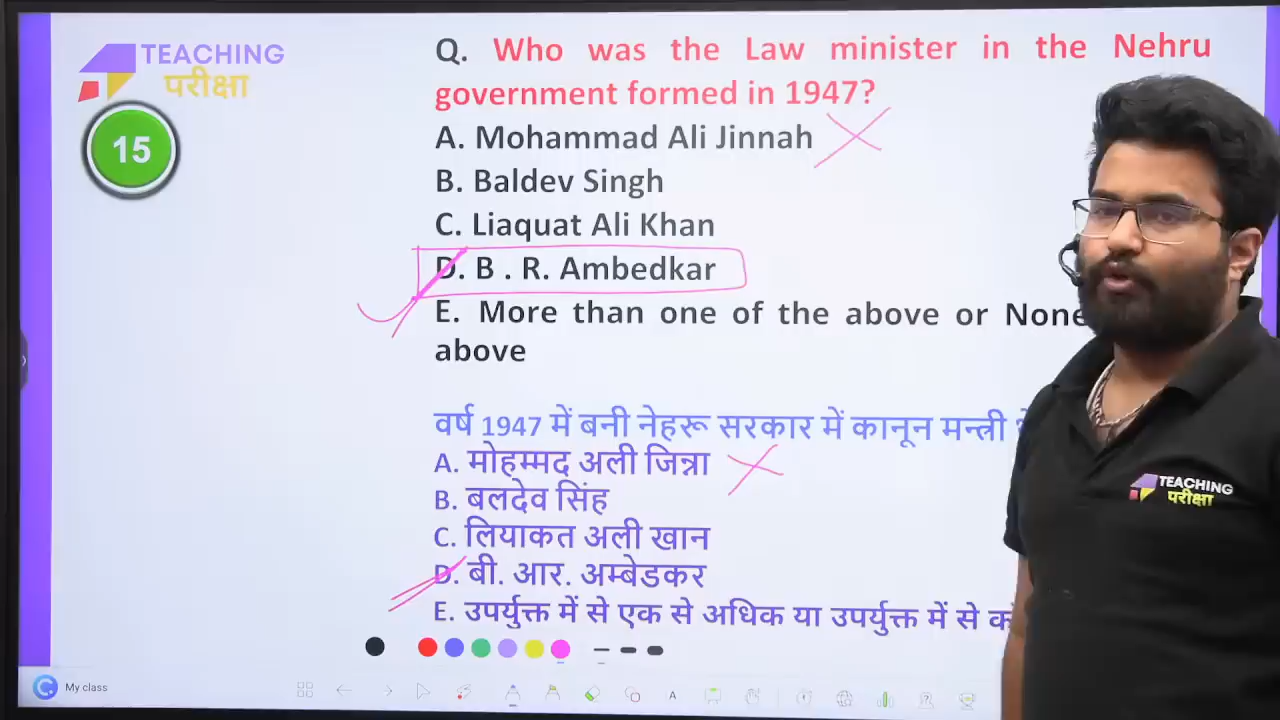 TEACHING
परीक्षा
15
Q. Who was the Law minister in the Nehru
government formed in 1947?
A. Mohammad Ali Jinnah
B. Baldev Singh
C. Liaquat Ali Khan
D. B . R. Ambedkar
E. More than one of the above or None
above
वर्ष 1947 में बनी नेहरू सरकार में कानून मन्त्री
A. मोहम्मद अली जिन्ना
B. बलदेव सिंह
C. लियाकत अली खान
D. बी. आर. अम्बेडकर
E. उपर्युक्त में से एक से अधिक या उपर्युक्त में से
TEACHING
परीक्षा
My class